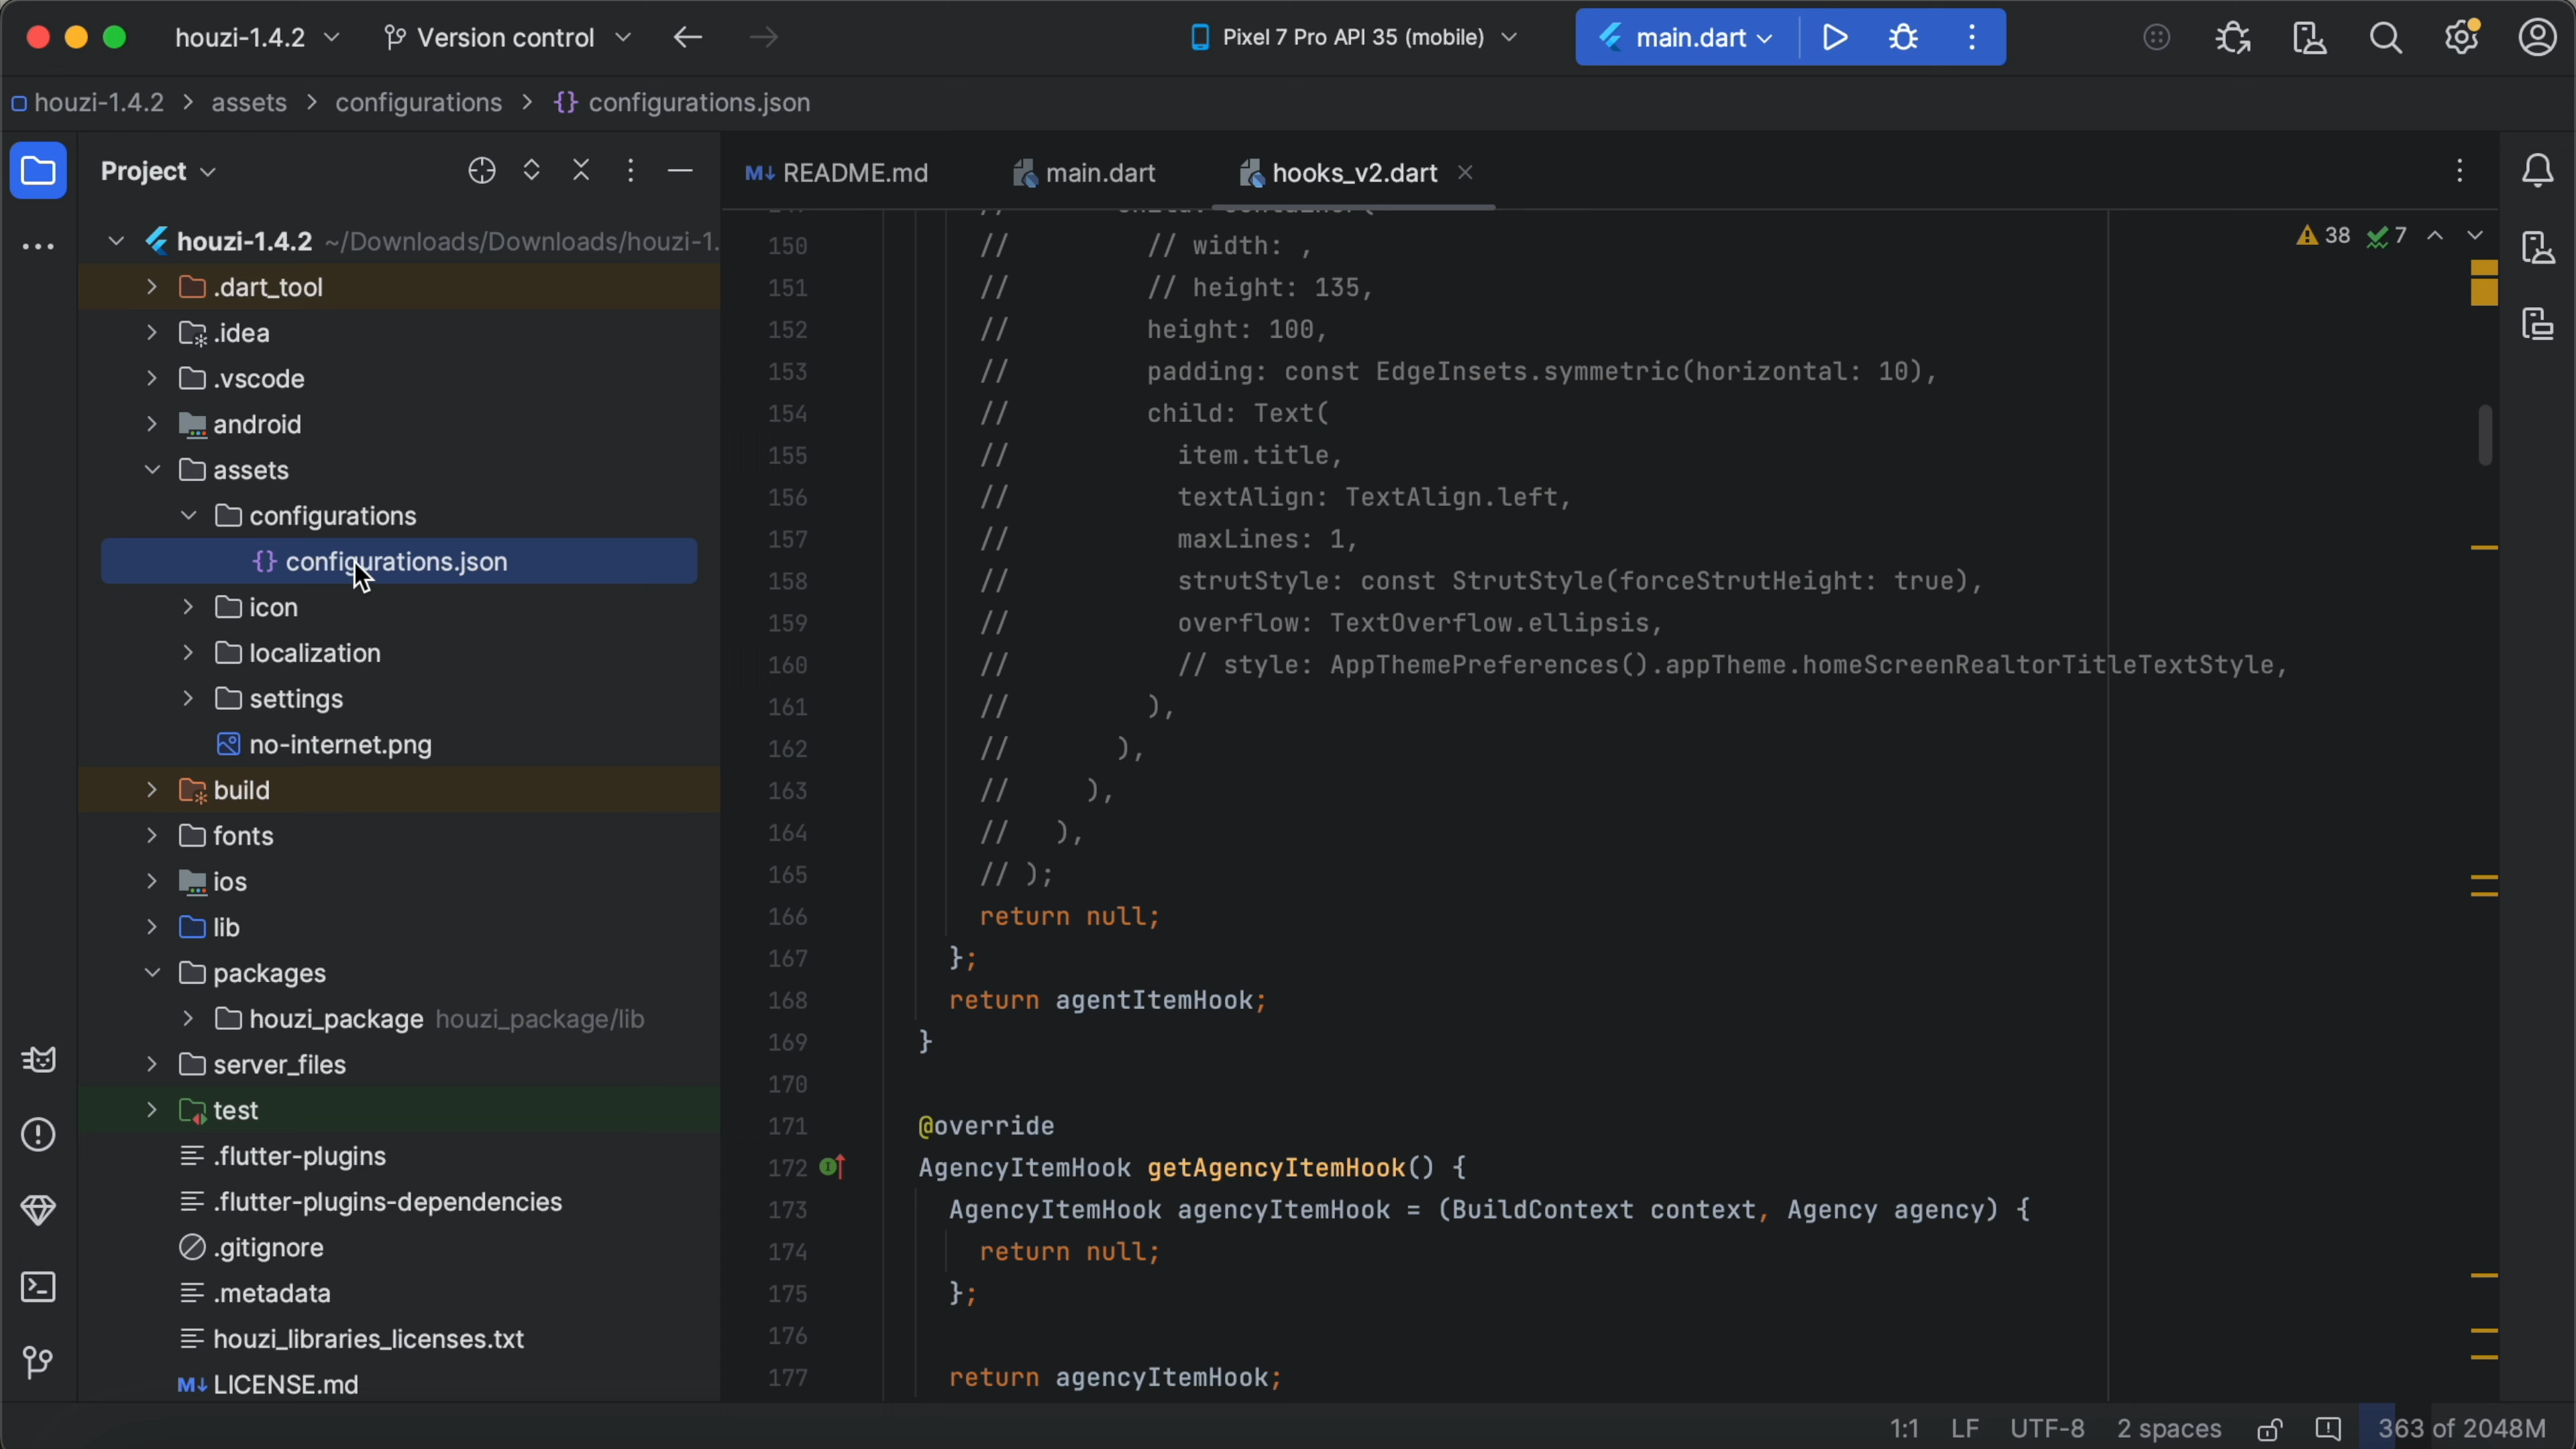 houzi-1.4.2
Version control
Pixel 7 Pro API 35 (mobile)
main.dart
houzi-1.4.2 > assets > configurations > {} configurations.json
Project
houzi-1.4.2 ~/Downloads/Downloads/houzi-1.
.dart_tool
.idea
.vscode
android
assets
configurations
{} configurations.json
icon
localization
settings
no-internet.png
build
fonts
ios
lib
packages
houzi_package houzi_package/lib
server_files
test
.flutter-plugins
.flutter-plugins-dependencies
.gitignore
.metadata
houzi_libraries_licenses.txt
M↓ LICENSE.md
M↓ README.md
main.dart
hooks_v2.dart
38
7
150 // // width: ,
151 // // height: 135,
152 // height: 100,
153 // padding: const EdgeInsets.symmetric(horizontal: 10),
154 // child: Text(
155 // item.title,
156 // textAlign: TextAlign.left,
157 // maxLines: 1,
158 // strutStyle: const StrutStyle(forceStrutHeight: true),
159 // overflow: TextOverflow.ellipsis,
160 // // style: AppThemePreferences().appTheme.homeScreenRealtorTitleTextStyle,
161 // ),
162 // ),
163 // ),
164 // ),
165 // );
166 return null;
167 };
168 return agentItemHook;
169 }
170
171 @override
172 AgencyItemHook getAgencyItemHook() {
173 AgencyItemHook agencyItemHook = (BuildContext context, Agency agency) {
174 return null;
175 };
176
177 return agencyItemHook;
1:1 LF UTF-8 2 spaces 363 of 2048M